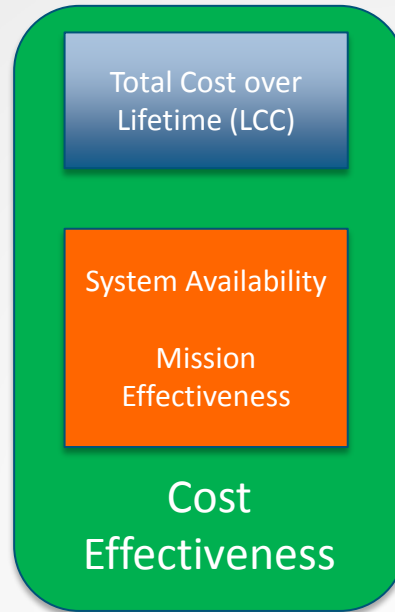 Total Cost over
Lifetime (LCC)
System Availability
Mission
Effectiveness
Cost
Effectiveness